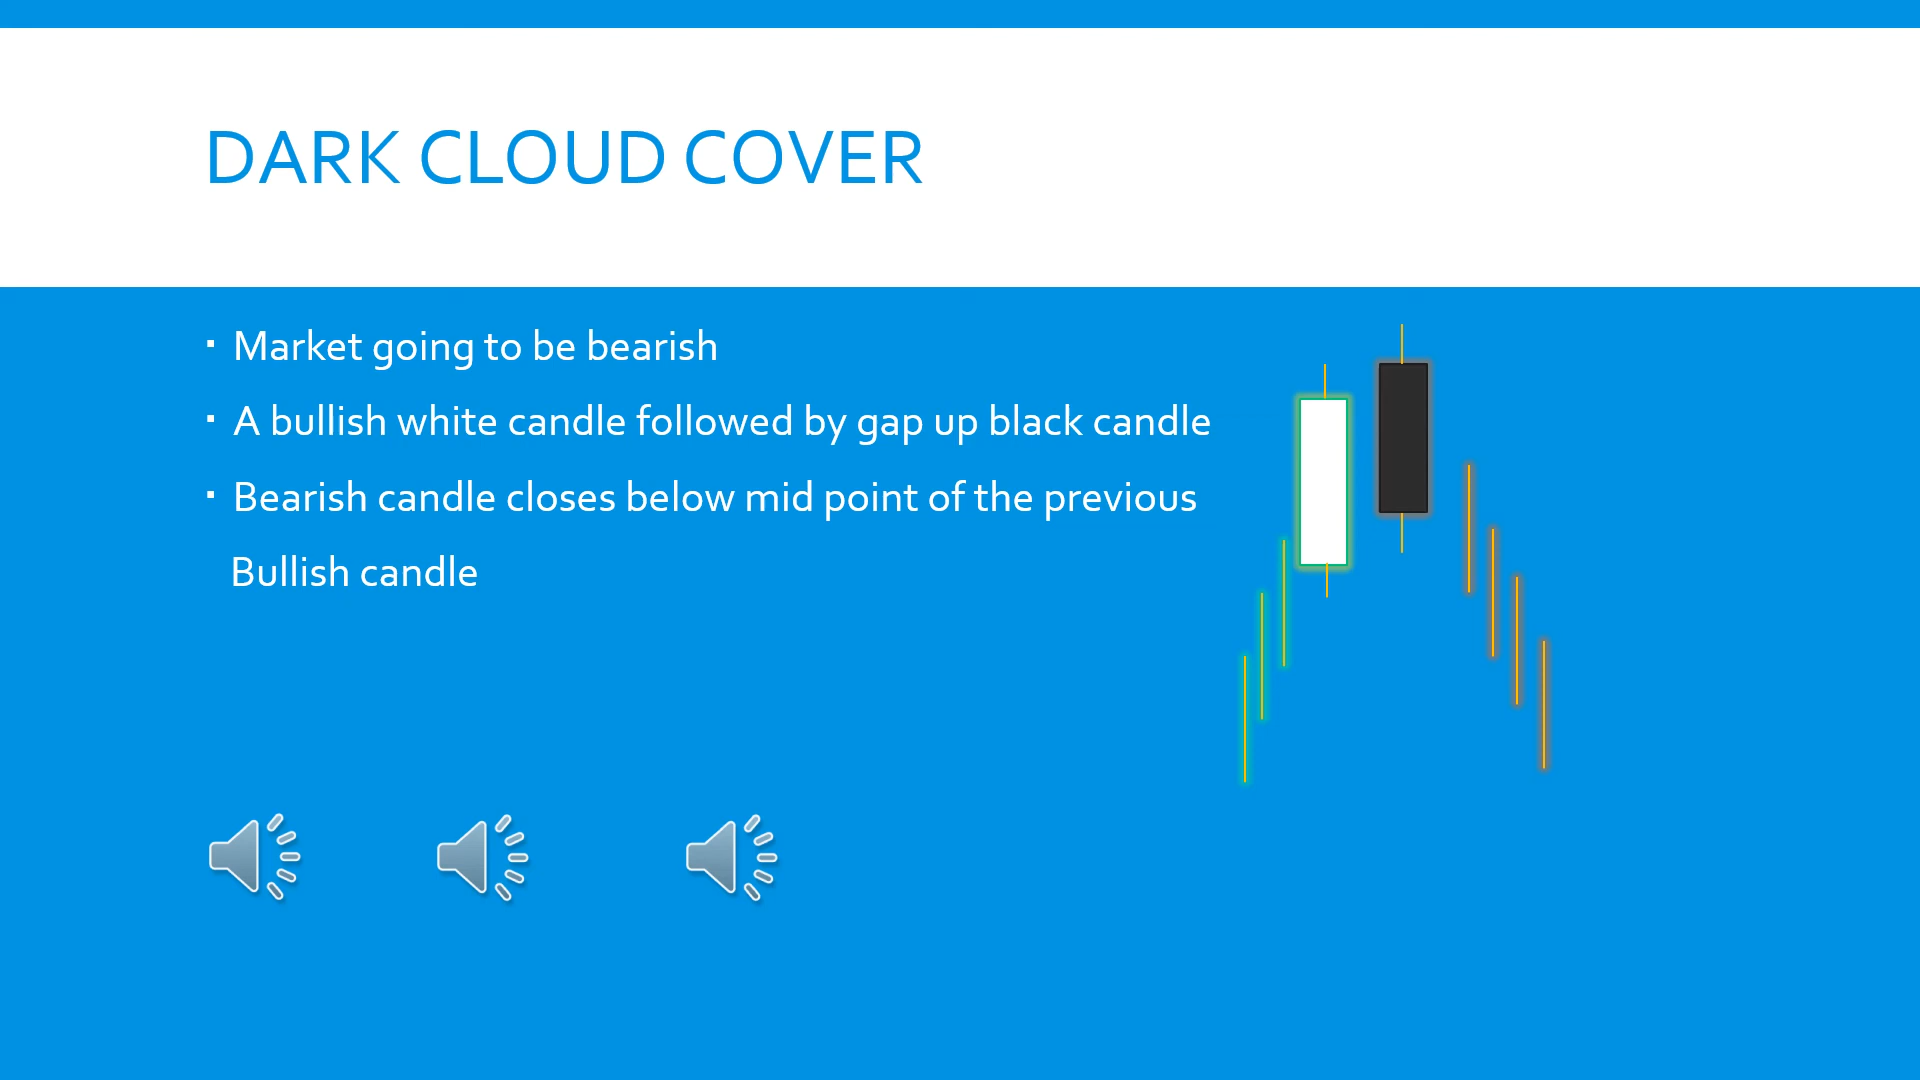 DARK CLOUD COVER
▪ Market going to be bearish
▪ A bullish white candle followed by gap up black candle
▪ Bearish candle closes below mid point of the previous
Bullish candle